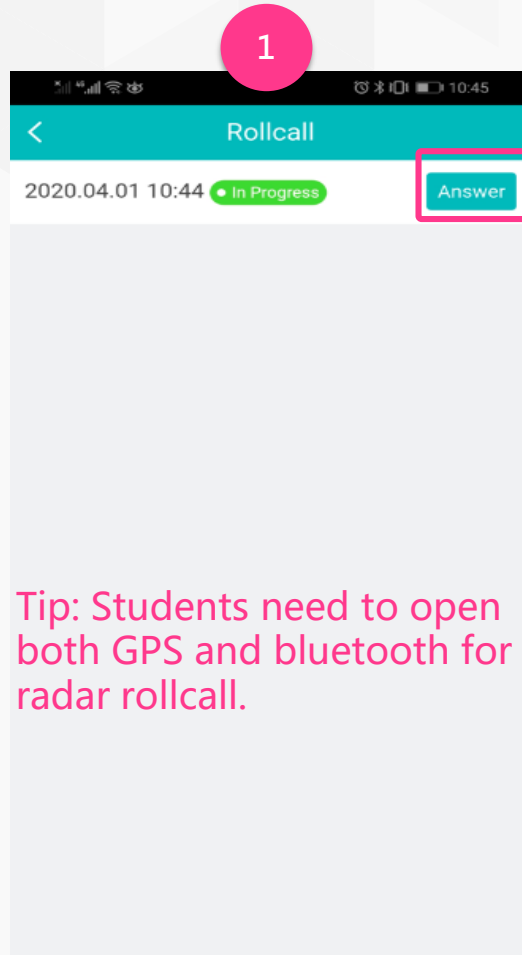 1
10:45
Rollcall
2020.04.01 10:44 In Progress Answer
Tip: Students need to open
both GPS and bluetooth for
radar rollcall.